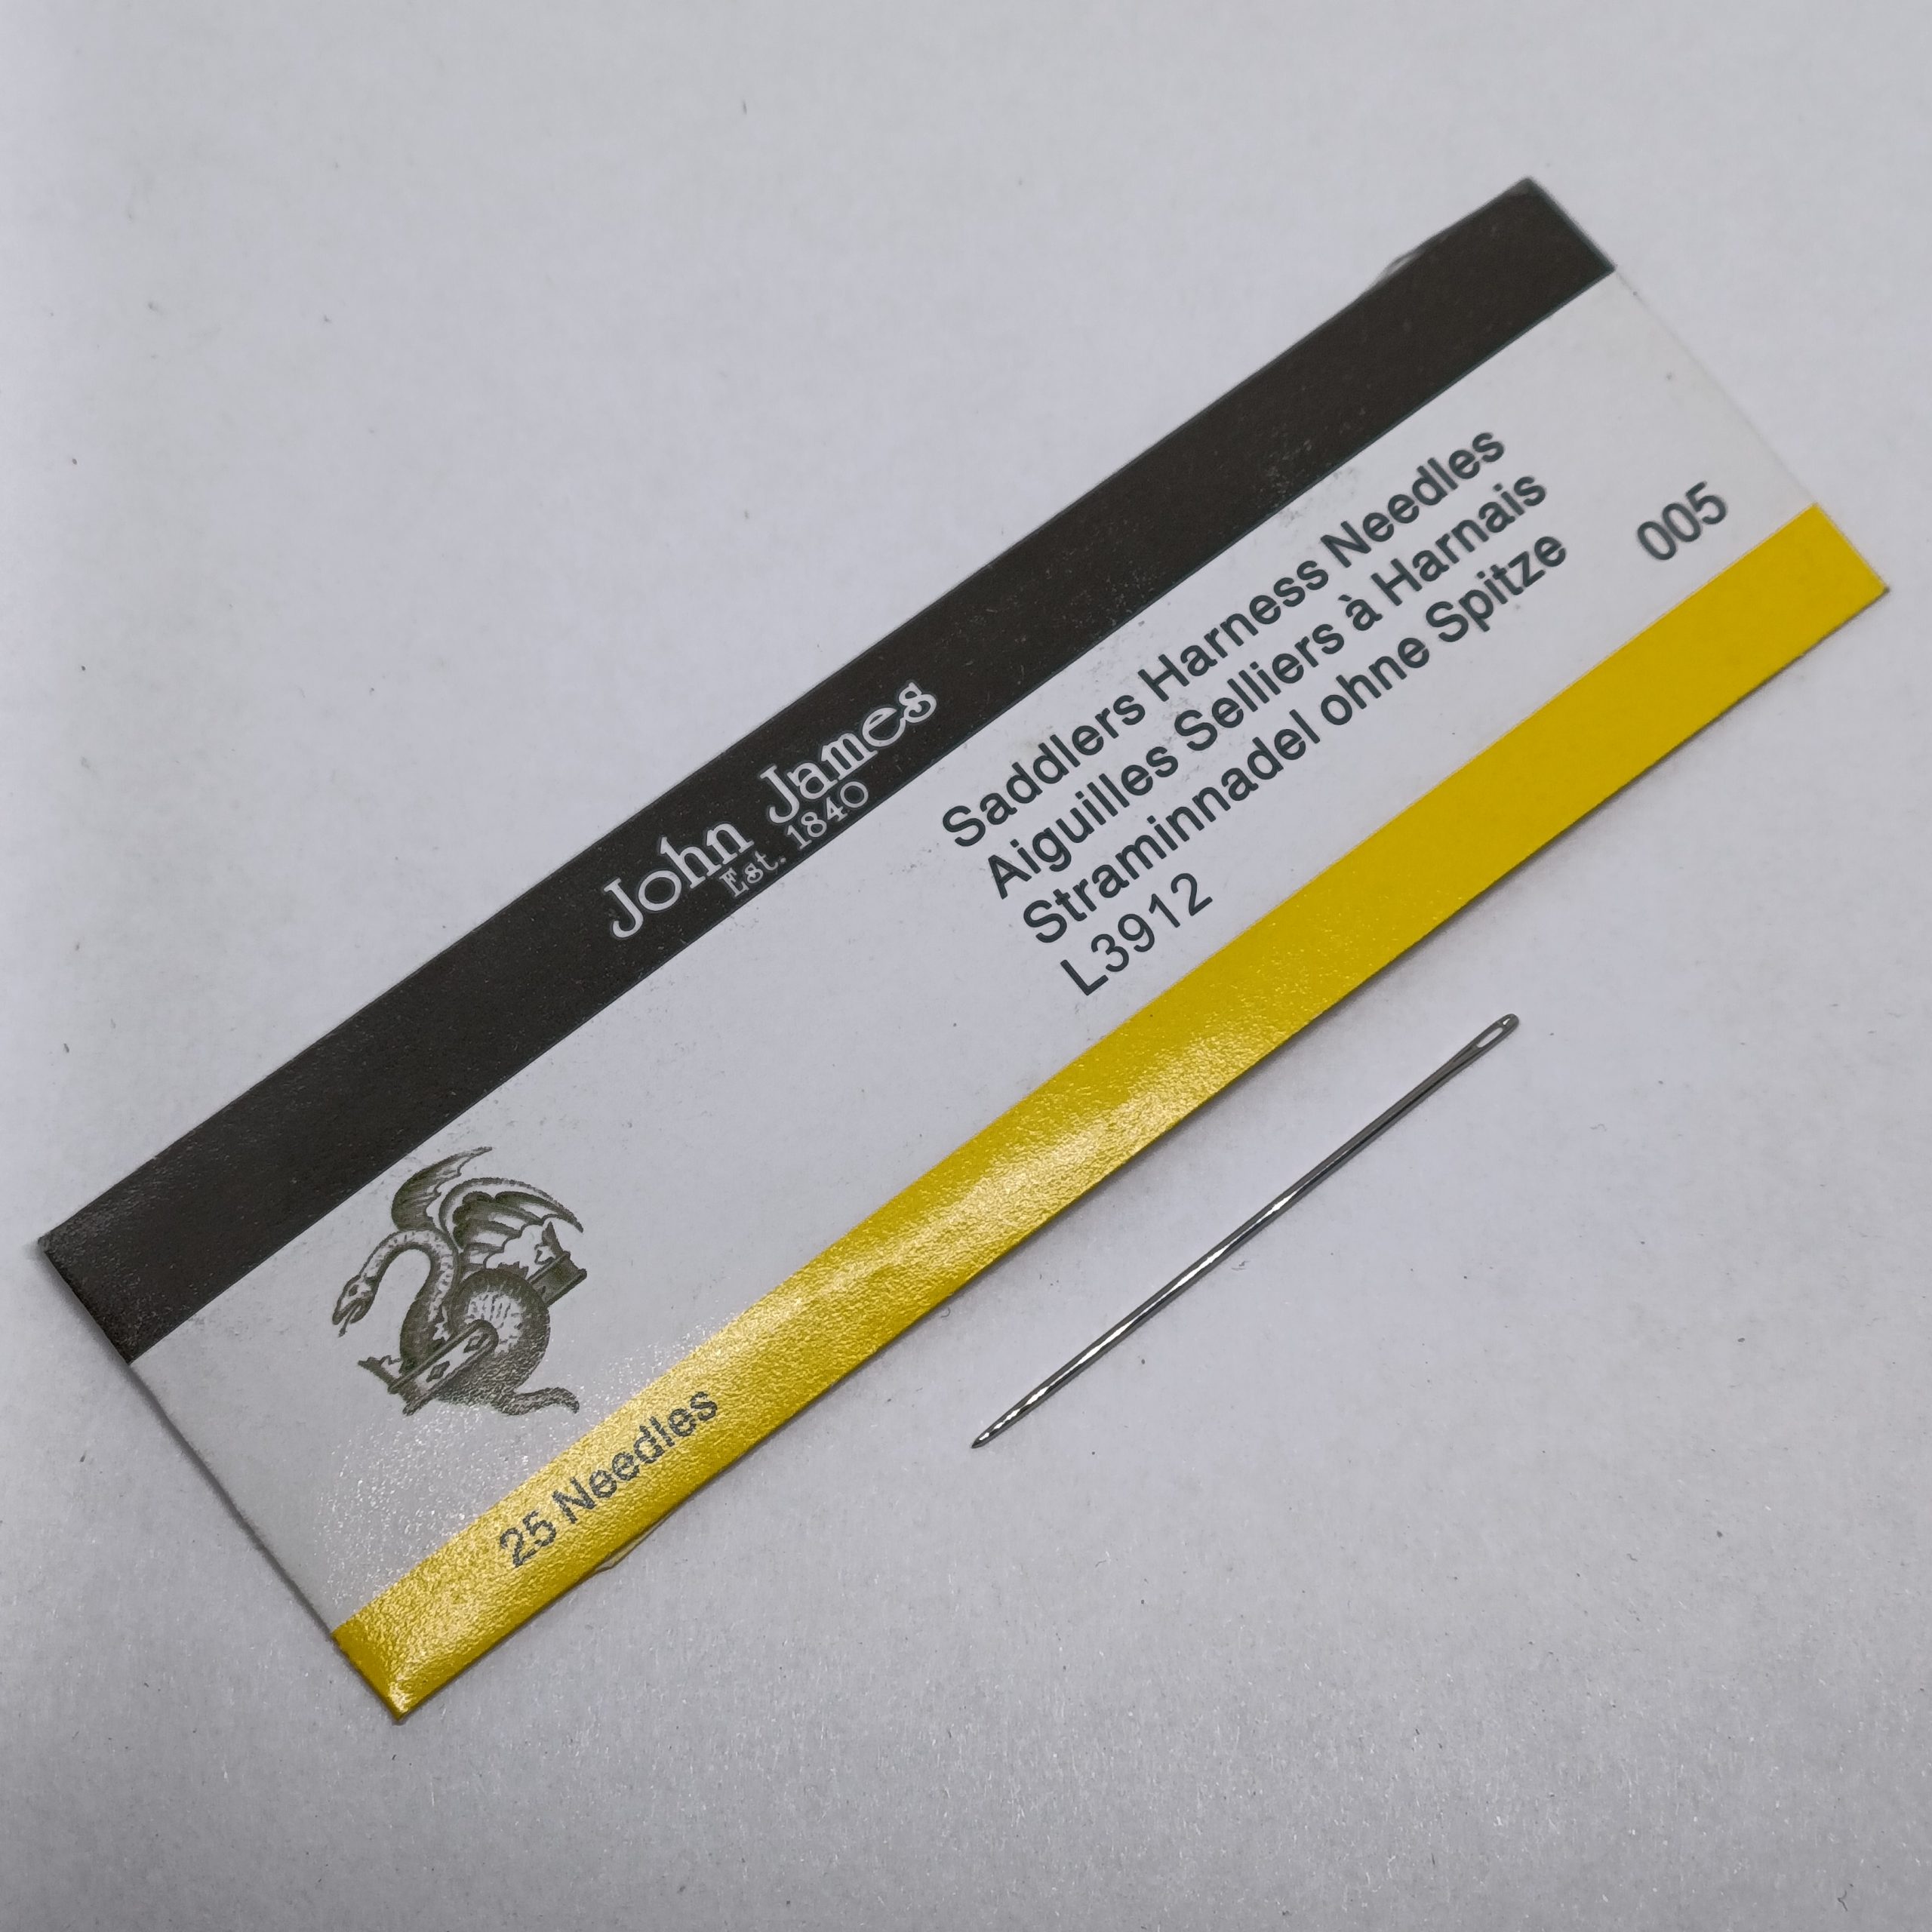 John James
Est. 1840
Saddlers Harness Needles
Aiguilles Selliers à Harnais
Straminnadel ohne Spitze
L3912
005
25 Needles